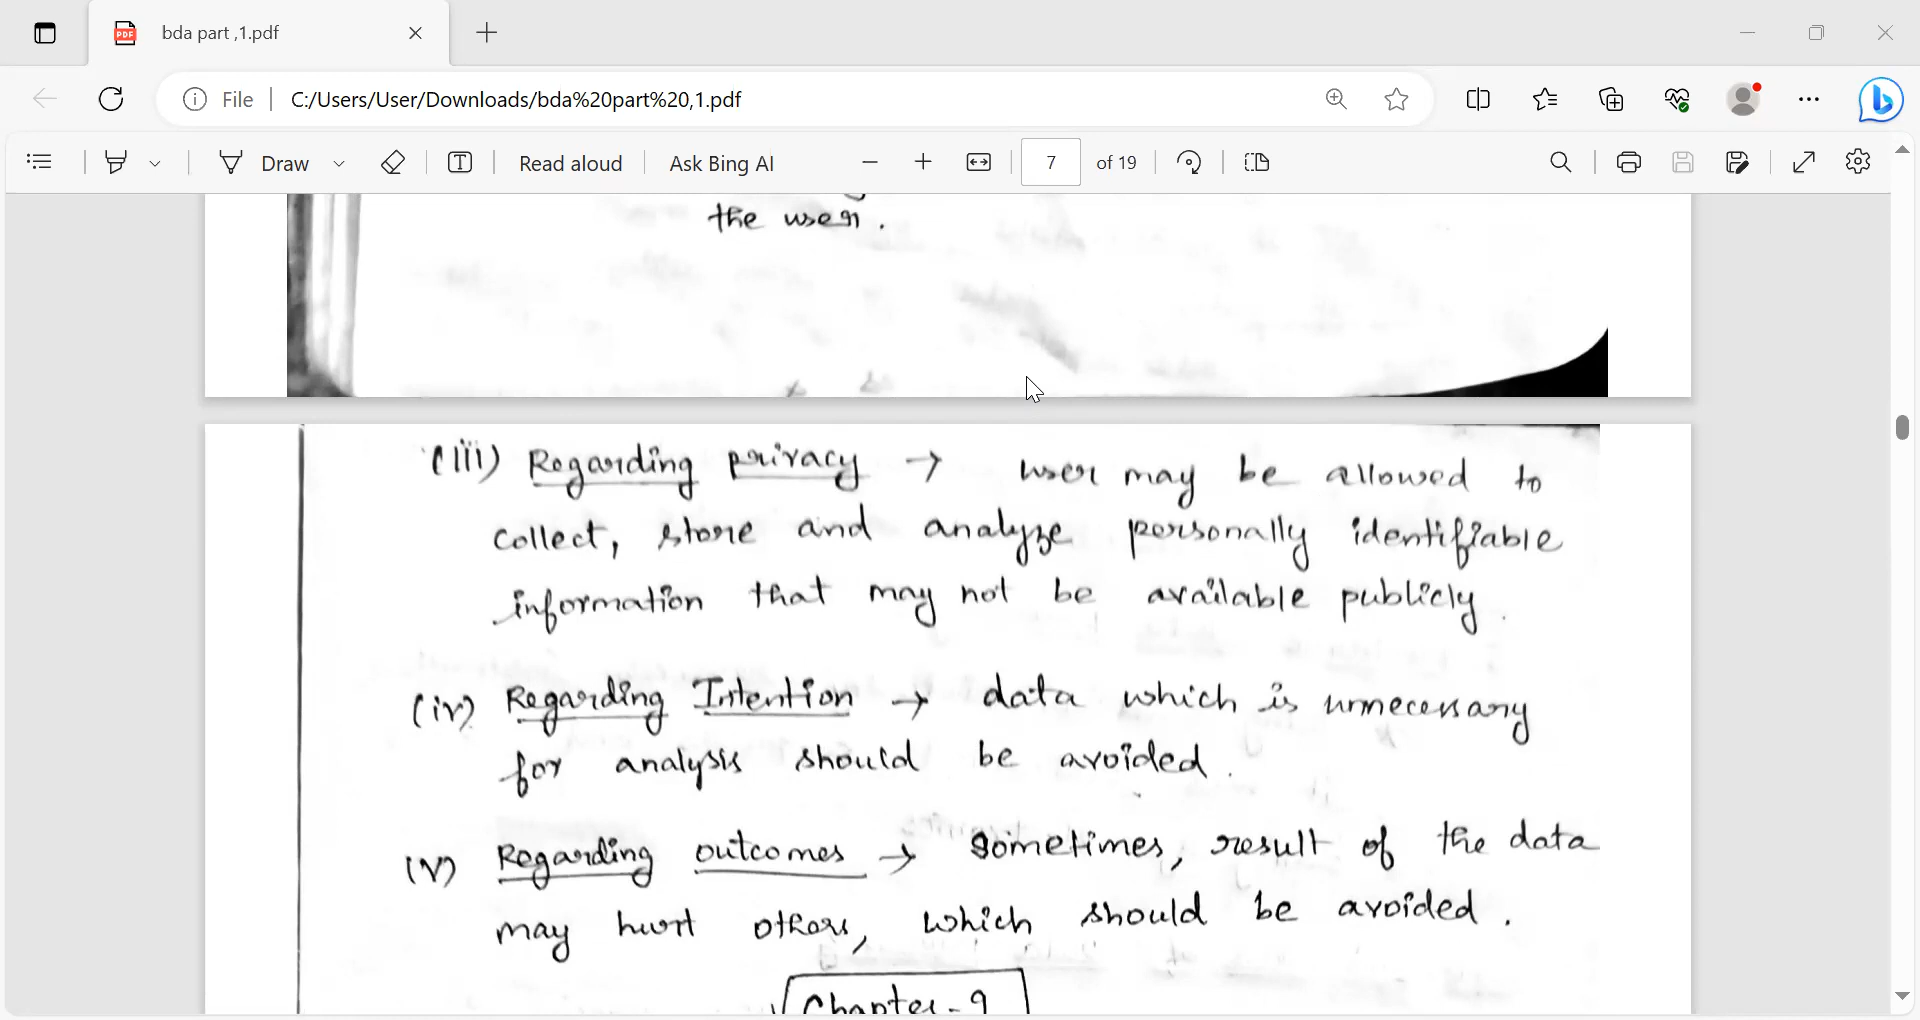 bda part ,1.pdf
File
C:/Users/User/Downloads/bda%20part%20,1.pdf
Draw
Read aloud
Ask Bing AI
7
of 19
the user.
(iii) Regarding privacy → user may be allowed to
collect, store and analyze personally identifiable
information that may not be available publicly.
(iv) Regarding Intention → data which is unnecessary
for analysis should be avoided.
(v) Regarding outcomes → Sometimes, result of the data
may hurt others, which should be avoided.
Chapter-9